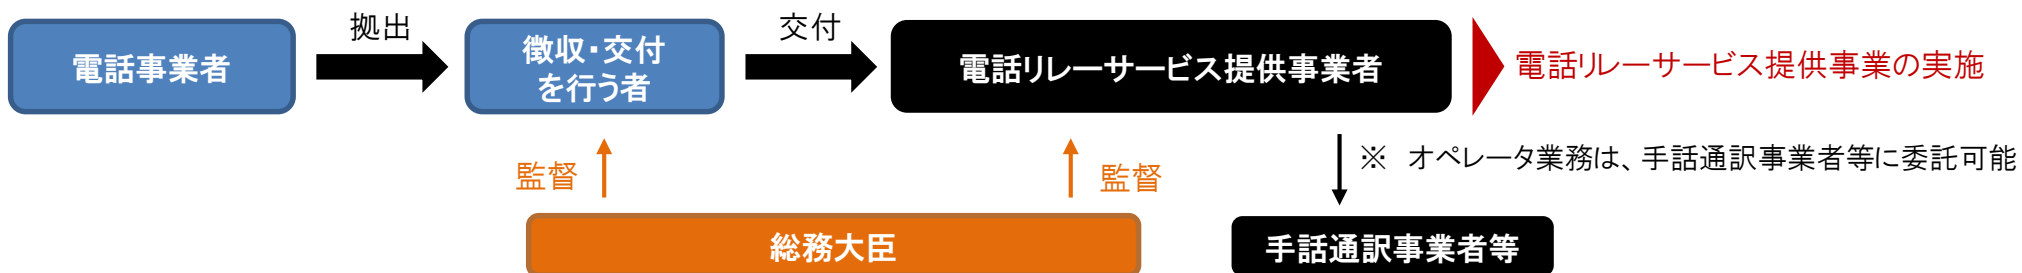 拠出
交付
電話事業者
徴収・交付
を行う者
電話リレーサービス提供事業者
電話リレーサービス提供事業の実施
監督
監督
※　オペレータ業務は、手話通訳事業者等に委託可能
総務大臣
手話通訳事業者等